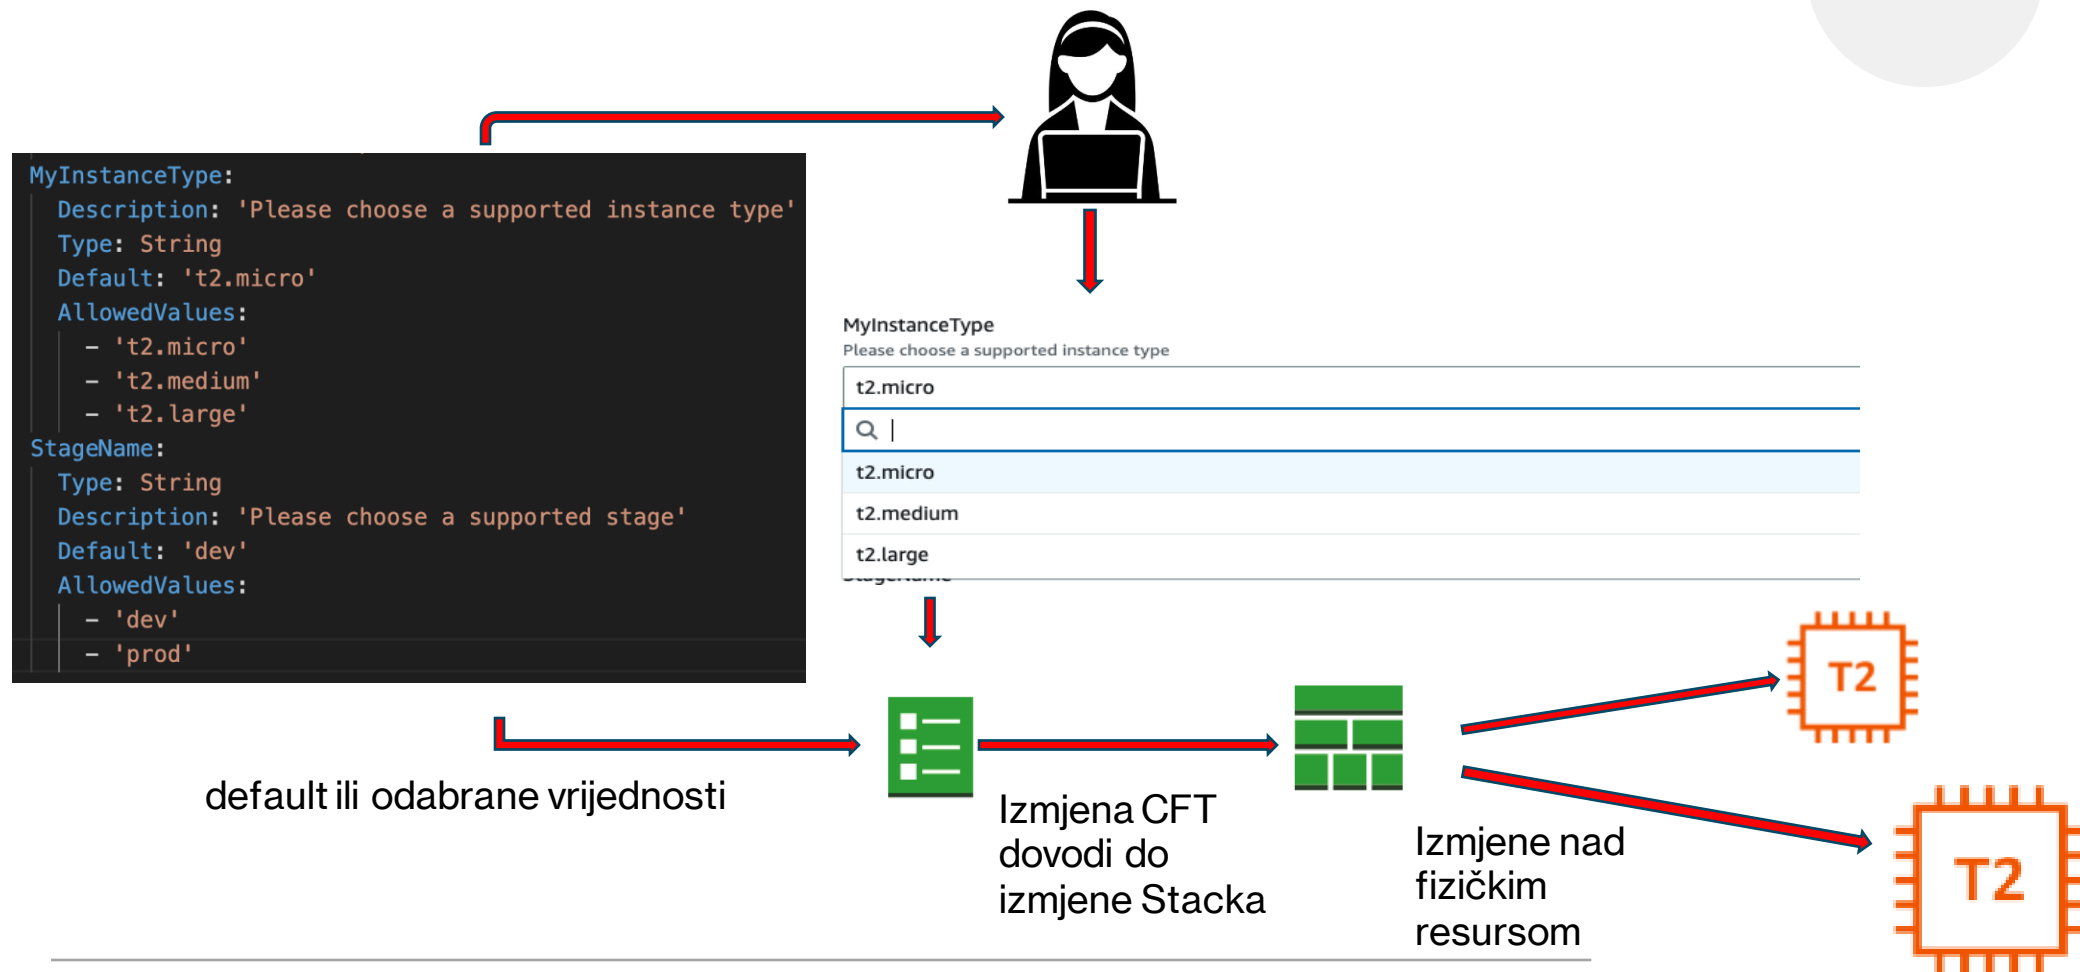 MyInstanceType:
Description: 'Please choose a supported instance type'
Type: String
Default: 't2.micro'
AllowedValues:
– 't2.micro'
– 't2.medium'
– 't2.large'
StageName:
Type: String
Description: 'Please choose a supported stage'
Default: 'dev'
AllowedValues:
– 'dev'
– 'prod'
MyInstanceType
Please choose a supported instance type
t2.micro
t2.micro
t2.medium
t2.large
StageName
default ili odabrane vrijednosti
Izmjena CFT
dovodi do
izmjene Stacka
Izmjene nad
fizičkim
resursom
T2
T2